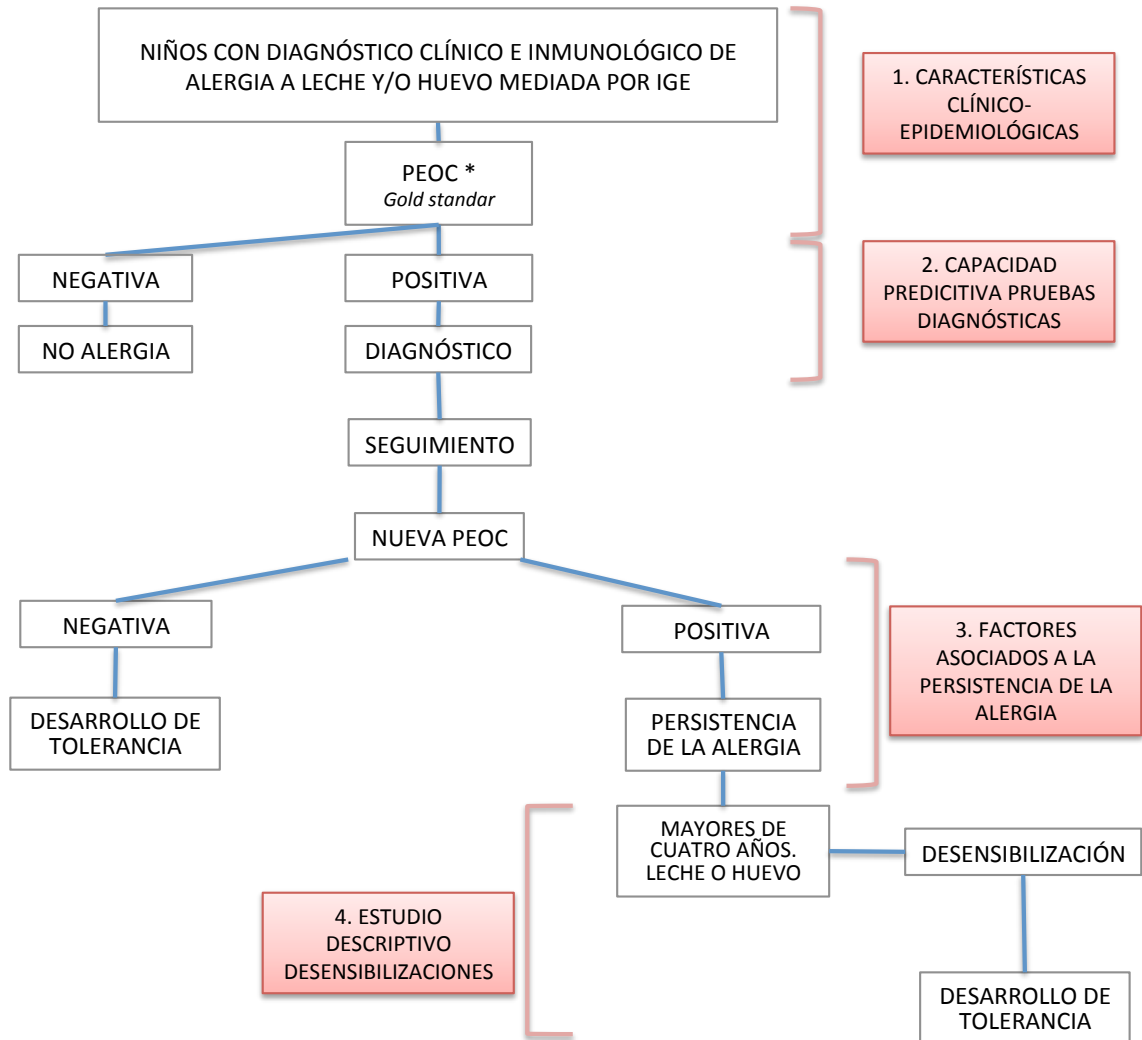 NIÑOS CON DIAGNÓSTICO CLÍNICO E INMUNOLÓGICO DE
ALERGIA A LECHE Y/O HUEVO MEDIADA POR IGE
1. CARACTERÍSTICAS
CLÍNICO-
EPIDEMIOLÓGICAS
PEOC *
Gold standar
NEGATIVA
POSITIVA
2. CAPACIDAD
PREDICITIVA PRUEBAS
DIAGNÓSTICAS
NO ALERGIA
DIAGNÓSTICO
SEGUIMIENTO
NUEVA PEOC
NEGATIVA
POSITIVA
3. FACTORES
ASOCIADOS A LA
PERSISTENCIA DE LA
ALERGIA
DESARROLLO DE
TOLERANCIA
PERSISTENCIA
DE LA ALERGIA
MAYORES DE
CUATRO AÑOS.
LECHE O HUEVO
DESENSIBILIZACIÓN
4. ESTUDIO
DESCRIPTIVO
DESENSIBILIZACIONES
DESARROLLO DE
TOLERANCIA